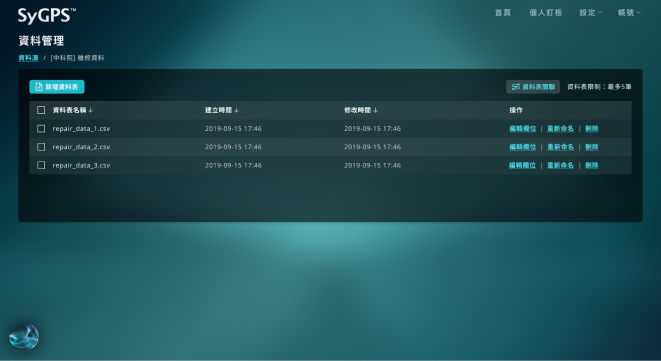 SyGPS™
首頁 個人釘板 設定 帳號
資料管理
資料源 / [中科院] 維修資料
新增資料表 資料表關聯 資料表限制：最多5筆
資料表名稱↓ 建立時間↓ 修改時間↓ 操作
repair_data_1.csv 2019-09-15 17:46 2019-09-15 17:46 編輯欄位 | 重新命名 | 刪除
repair_data_2.csv 2019-09-15 17:46 2019-09-15 17:46 編輯欄位 | 重新命名 | 刪除
repair_data_3.csv 2019-09-15 17:46 2019-09-15 17:46 編輯欄位 | 重新命名 | 刪除